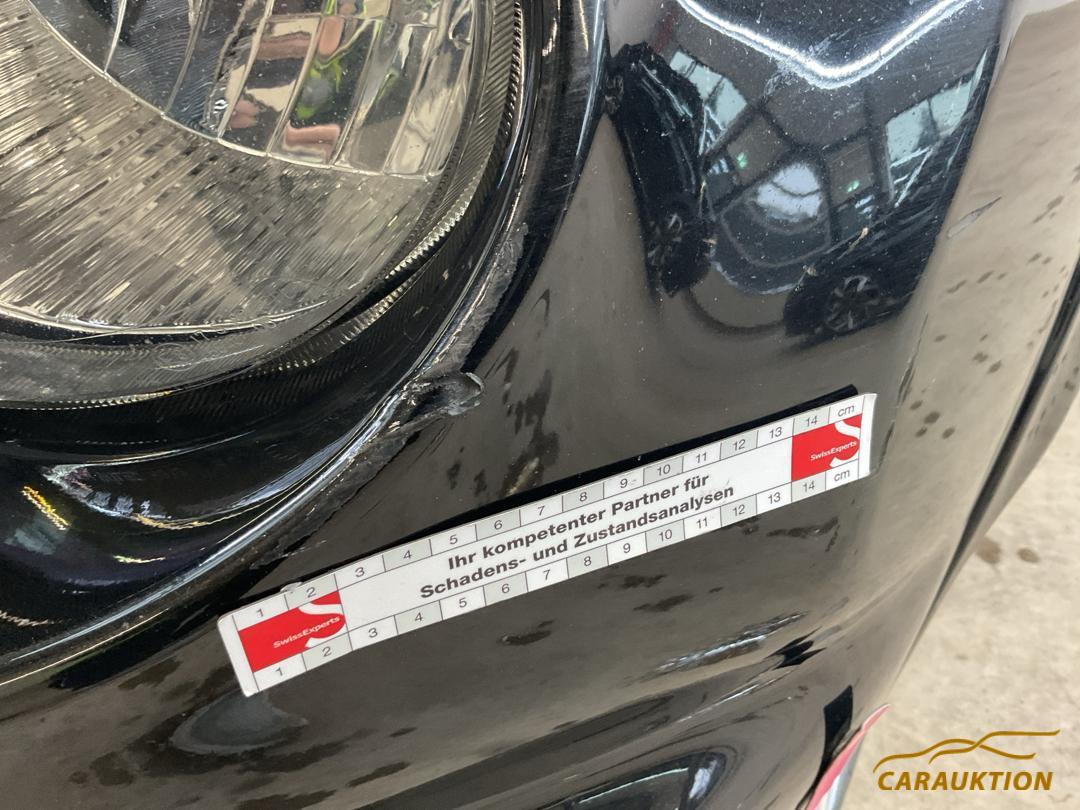 1 2 3 4 5 6 7 8 9 10 11 12 13 14 cm
SwissExperts
Ihr kompetenter Partner für
Schadens- und Zustandsanalysen
SwissExperts
1 2 3 4 5 6 7 8 9 10 11 12 13 14 cm
CARAUKTION